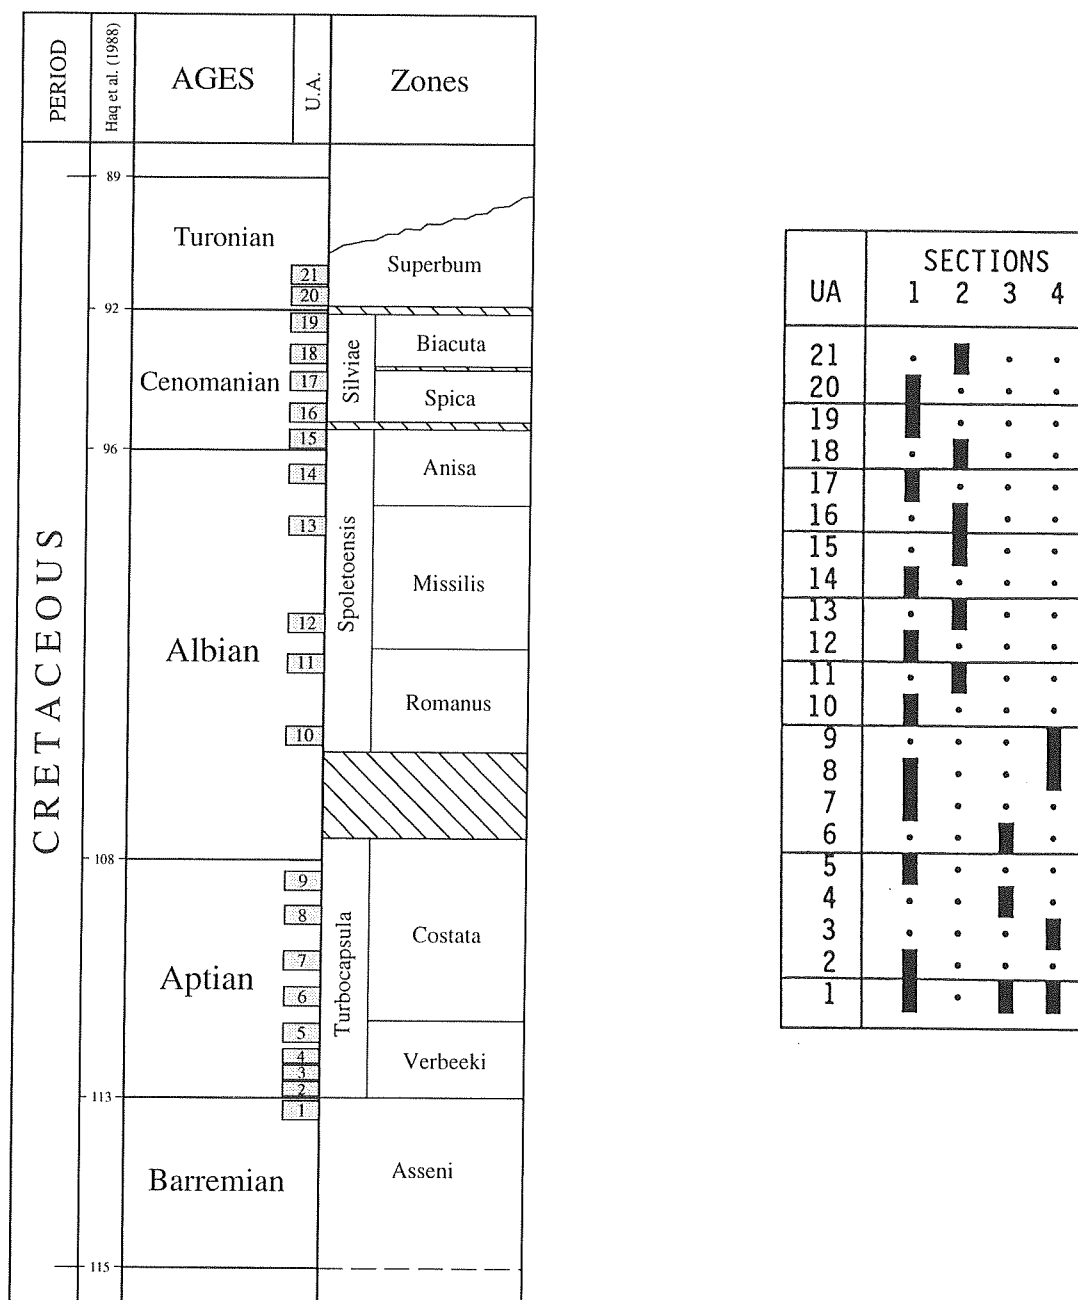 PERIOD
Haq et al. (1988)
AGES
U.A.
Zones
CRETACEOUS
89
Turonian
21
20
Superbum
92
19
18
Cenomanian
17
16
15
Silviae
Biacuta
Spica
96
14
13
12
Albian
11
10
Spoletoensis
Anisa
Missilis
Romanus
108
9
8
7
Aptian
6
5
4
3
2
Turbocapsula
Costata
Verbeeki
113
1
Barremian
Asseni
115
UA
SECTIONS
1 2 3 4
21
20
19
18
17
16
15
14
13
12
11
10
9
8
7
6
5
4
3
2
1